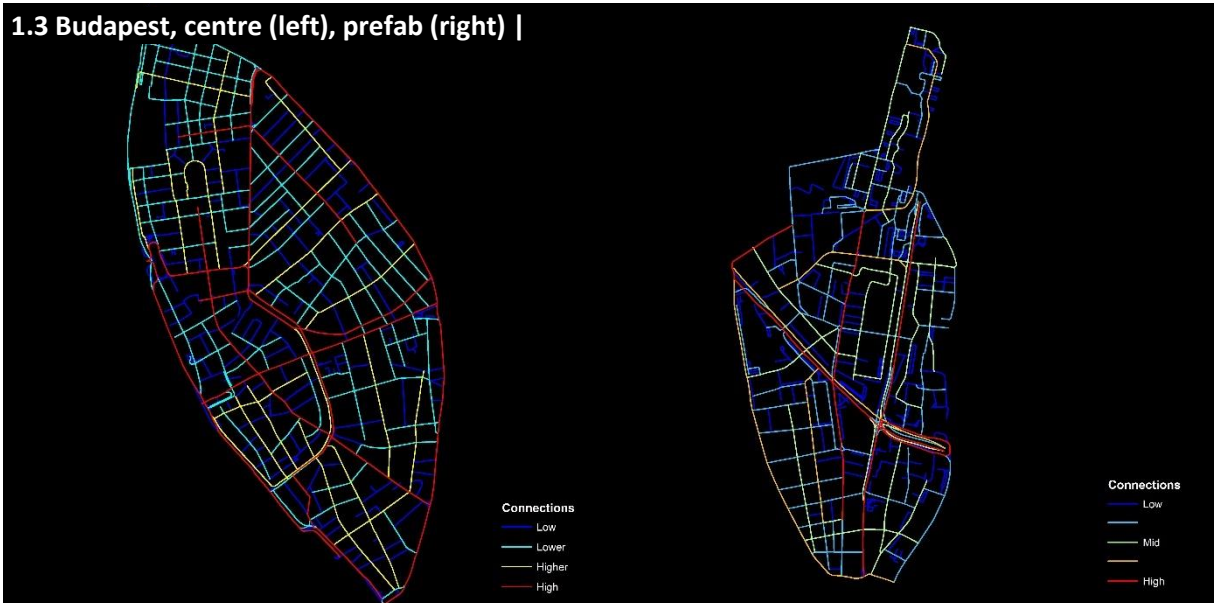 1.3 Budapest, centre (left), prefab (right) |
Connections
Low
Lower
Higher
High
Connections
Low
Mid
High